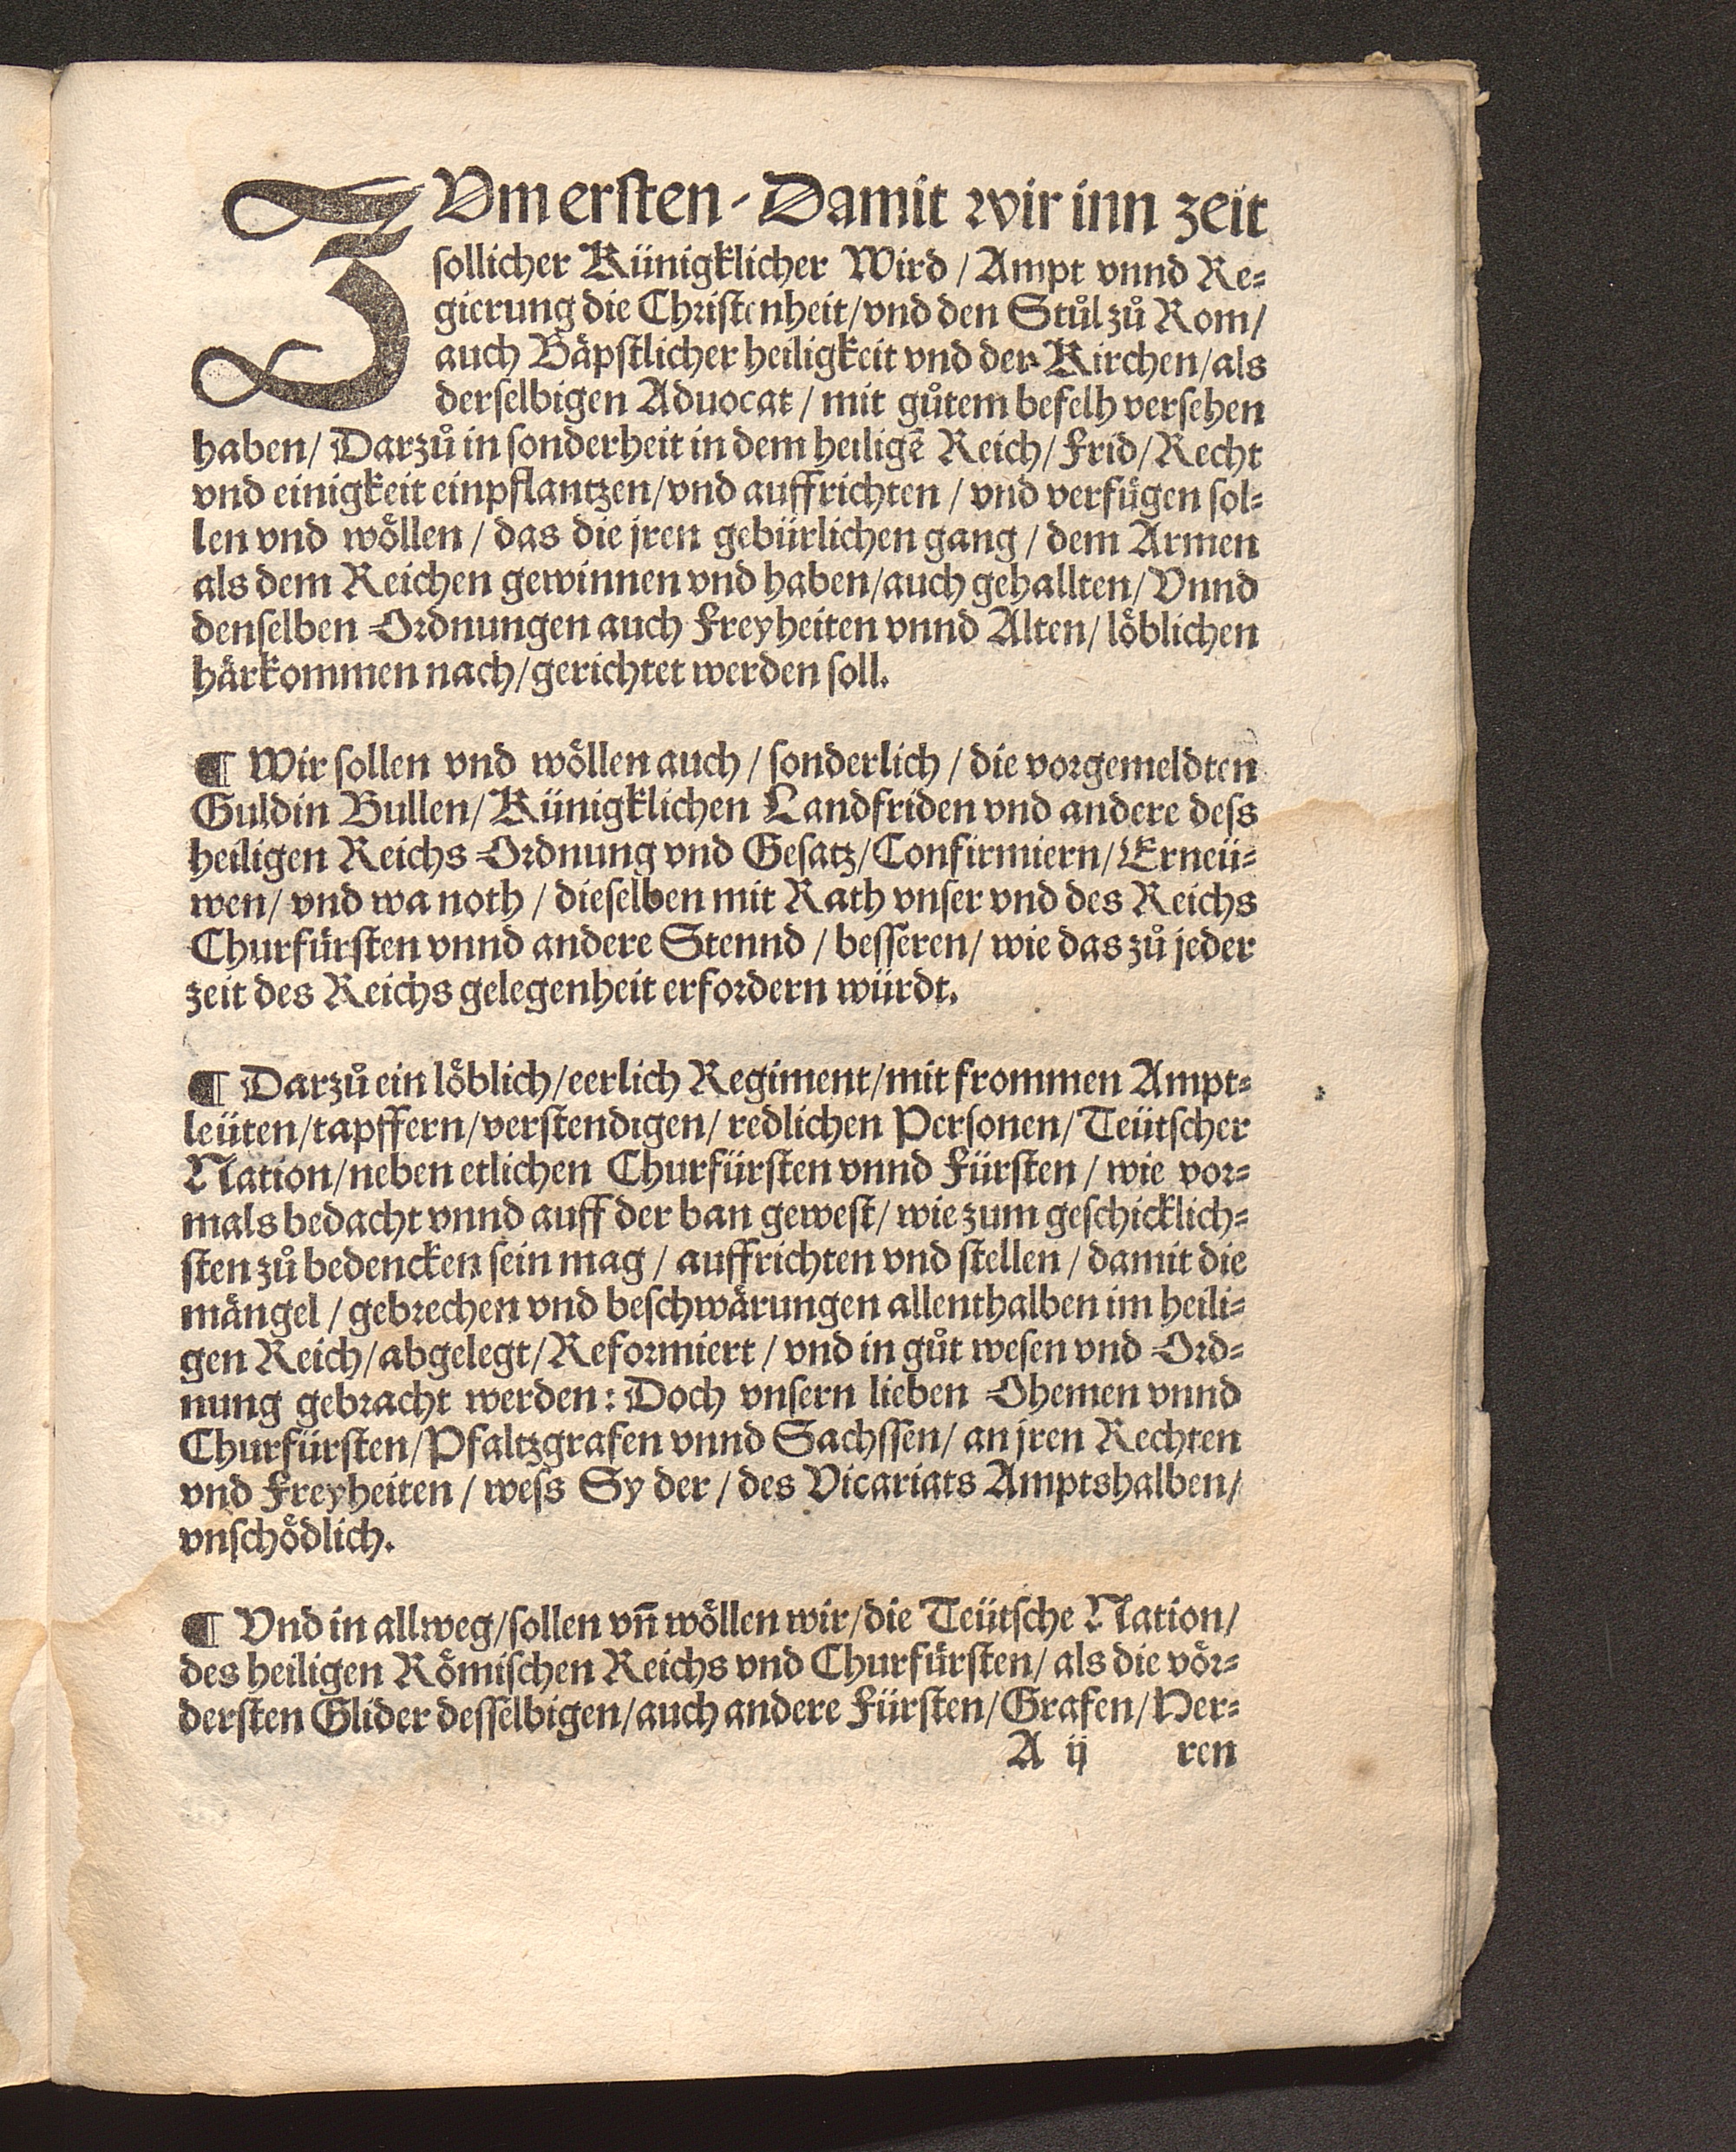 ZVm ersten / Damit wir inn zeit
sollicher Künigklicher Wird / Ampt vnnd Re⸗
gierung die Christenheit / vnd den Stůl zů Rom /
auch Bäpstlicher heiligkeit vnd der Kirchen / als
derselbigen Aduocat / mit gůtem befelh versehen
haben / Darzů in sonderheit in dem heiligē Reich / Frid / Recht
vnd einigkeit einpflantzen / vnd auffrichten / vnd verfügen sol⸗
len vnd wöllen / das die jren gebürlichen gang / dem Armen
als dem Reichen gewinnen vnd haben / auch gehallten / Vnnd
denselben Ordnungen auch Freyheiten vnnd Alten / löblichen
härkommen nach / gerichtet werden soll.
¶ Wir sollen vnd wöllen auch / sonderlich / die vorgemeldten
Guldin Bullen / Künigklichen Landfriden vnd andere dess
heiligen Reichs Ordnung vnd Gesatz / Confirmiern / Erneü⸗
wen / vnd wa noth / dieselben mit Rath vnser vnd des Reichs
Churfürsten vnnd andere Stennd / besseren / wie das zů jeder
zeit des Reichs gelegenheit erfordern würdt.
¶ Darzů ein löblich / eerlich Regiment / mit frommen Ampt⸗
leüten / tapffern / verstendigen / redlichen Personen / Teütscher
Nation / neben etlichen Churfürsten vnnd Fürsten / wie vor⸗
mals bedacht vnnd auff der ban gewest / wie zum geschicklich⸗
sten zů bedencken sein mag / auffrichten vnd stellen / damit die
mängel / gebrechen vnd beschwärungen allenthalben im heili⸗
gen Reich / abgelegt / Reformiert / vnd in gůt wesen vnd Ord⸗
nung gebracht werden: Doch vnsern lieben Ohemen vnnd
Churfürsten / Pfaltzgrafen vnnd Sachssen / an jren Rechten
vnd Freyheiten / wess Sy der / des Vicariats Amptshalben /
vnschödlich.
¶ Vnd in allweg / sollen vn̄ wöllen wir / die Teütsche Nation /
des heiligen Römischen Reichs vnd Churfürsten / als die vör⸗
dersten Glider desselbigen / auch andere Fürsten / Grafen / Her⸗
A ij ren